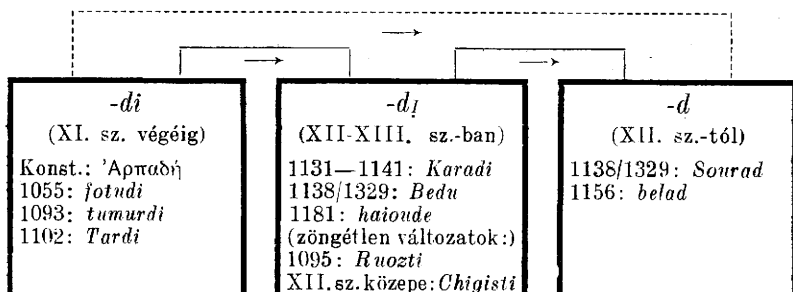 -di
(XI. sz. végéig)
Konst.: Ἀρπαδή
1055: fotudi
1093: tumurdi
1102: Tardi
-dị
(XII-XIII. sz.-ban)
1131—1141: Karadi
1138/1329: Bedu
1181: haioude
(zöngétlen változatok:)
1095: Ruozti
XII. sz. közepe: Chigisti
-d
(XII. sz.-tól)
1138/1329: Sourad
1156: belad